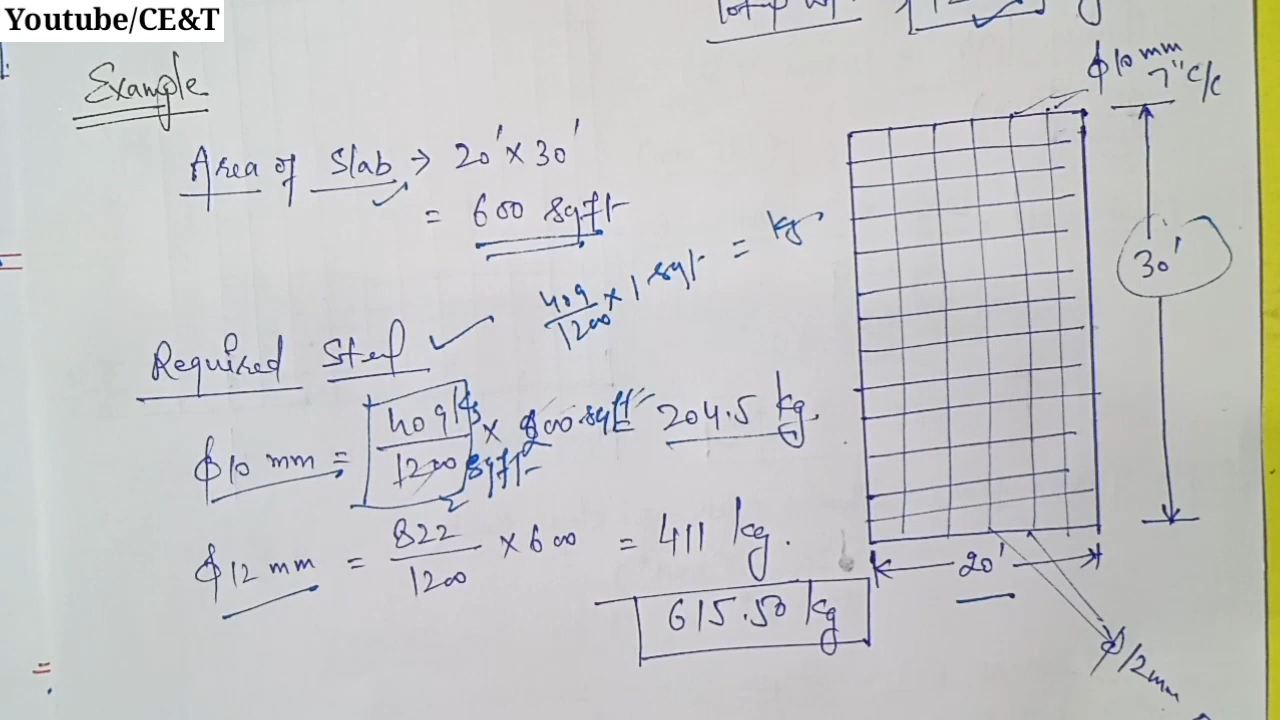 Youtube/CE&T
Example
Area of Slab → 20' × 30'
= 600 sqft
409/1200 × 1 sqft = kg
Required Steel ✓
ϕ10 mm = 409 kg/1200 sqft × 600 sqft = 204.5 kg.
ϕ12 mm = 822/1200 × 600 = 411 kg.
615.50 kg
ϕ10 mm
7" c/c
30'
20'
ϕ12mm